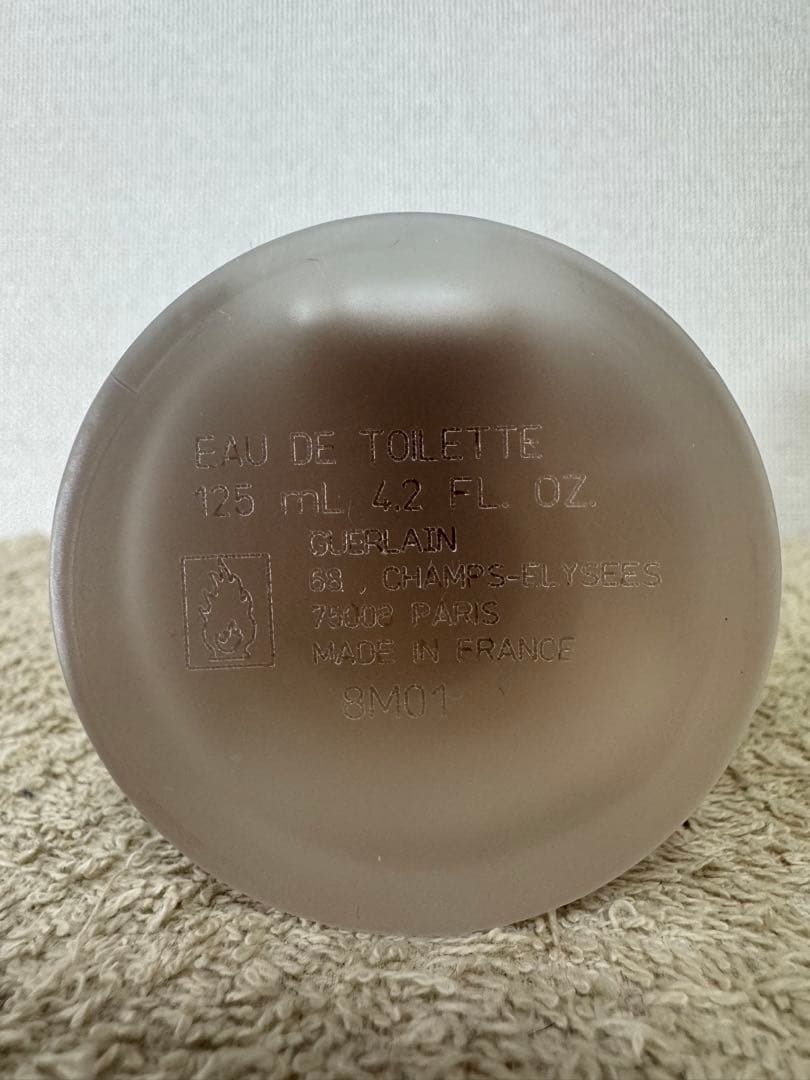 EAU DE TOILETTE
125 mL 4.2 FL. OZ.
GUERLAIN
68 , CHAMPS-ELYSEES
75008 PARIS
MADE IN FRANCE
8M01